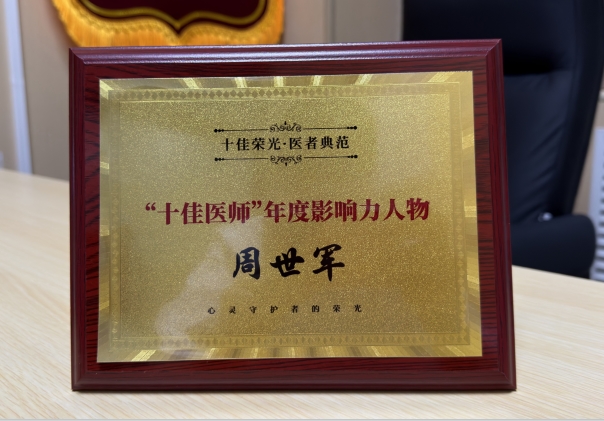 十佳荣光·医者典范
“十佳医师”年度影响力人物
周世军
心灵守护者的荣光